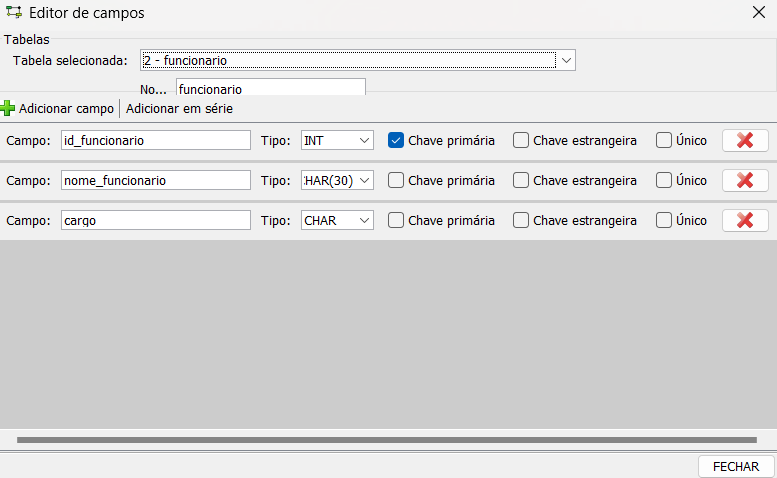 Editor de campos
Tabelas
Tabela selecionada: 2 - funcionario
No... funcionario
Adicionar campo Adicionar em série
Campo: id_funcionario Tipo: INT Chave primária Chave estrangeira Único
Campo: nome_funcionario Tipo: HAR(30) Chave primária Chave estrangeira Único
Campo: cargo Tipo: CHAR Chave primária Chave estrangeira Único
FECHAR